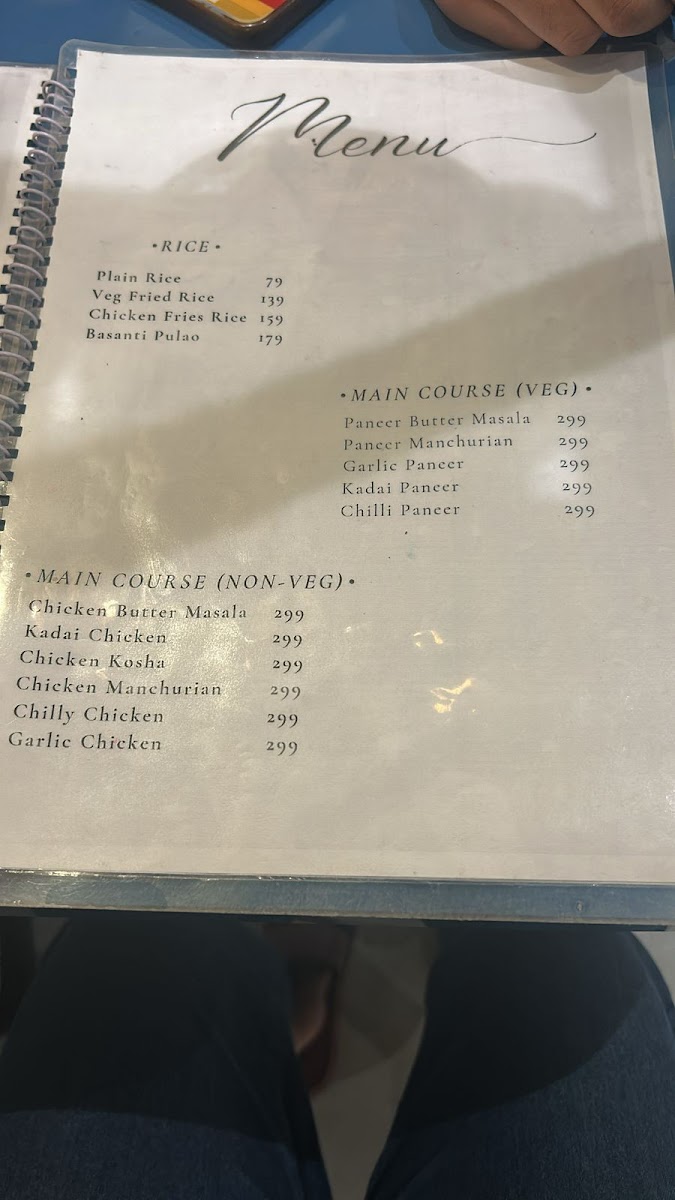 Menu
•RICE•
Plain Rice 79
Veg Fried Rice 139
Chicken Fries Rice 159
Basanti Pulao 179
•MAIN COURSE (VEG)•
Paneer Butter Masala 299
Paneer Manchurian 299
Garlic Paneer 299
Kadai Paneer 299
Chilli Paneer 299
•MAIN COURSE (NON-VEG)•
Chicken Butter Masala 299
Kadai Chicken 299
Chicken Kosha 299
Chicken Manchurian 299
Chilly Chicken 299
Garlic Chicken 299